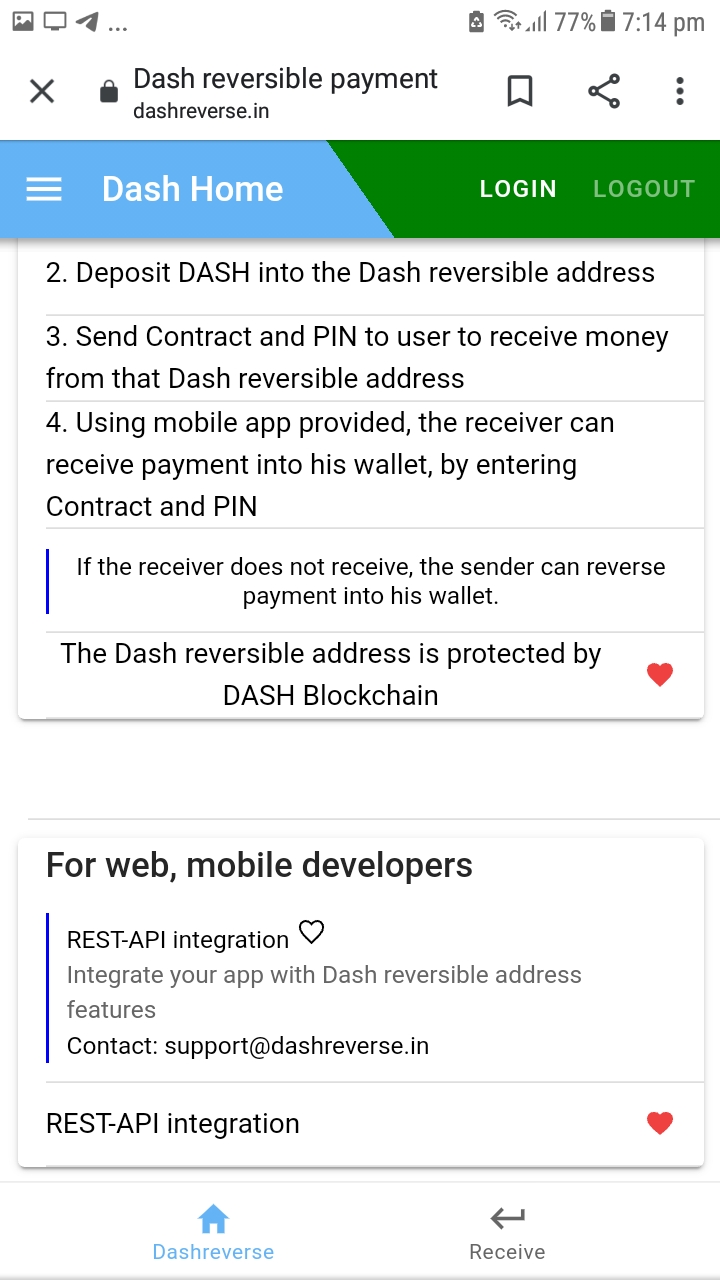 ... 77% 7:14 pm
Dash reversible payment
dashreverse.in
Dash Home LOGIN LOGOUT
2. Deposit DASH into the Dash reversible address
3. Send Contract and PIN to user to receive money
from that Dash reversible address
4. Using mobile app provided, the receiver can
receive payment into his wallet, by entering
Contract and PIN
If the receiver does not receive, the sender can reverse
payment into his wallet.
The Dash reversible address is protected by
DASH Blockchain
For web, mobile developers
REST-API integration
Integrate your app with Dash reversible address
features
Contact: support@dashreverse.in
REST-API integration
Dashreverse Receive